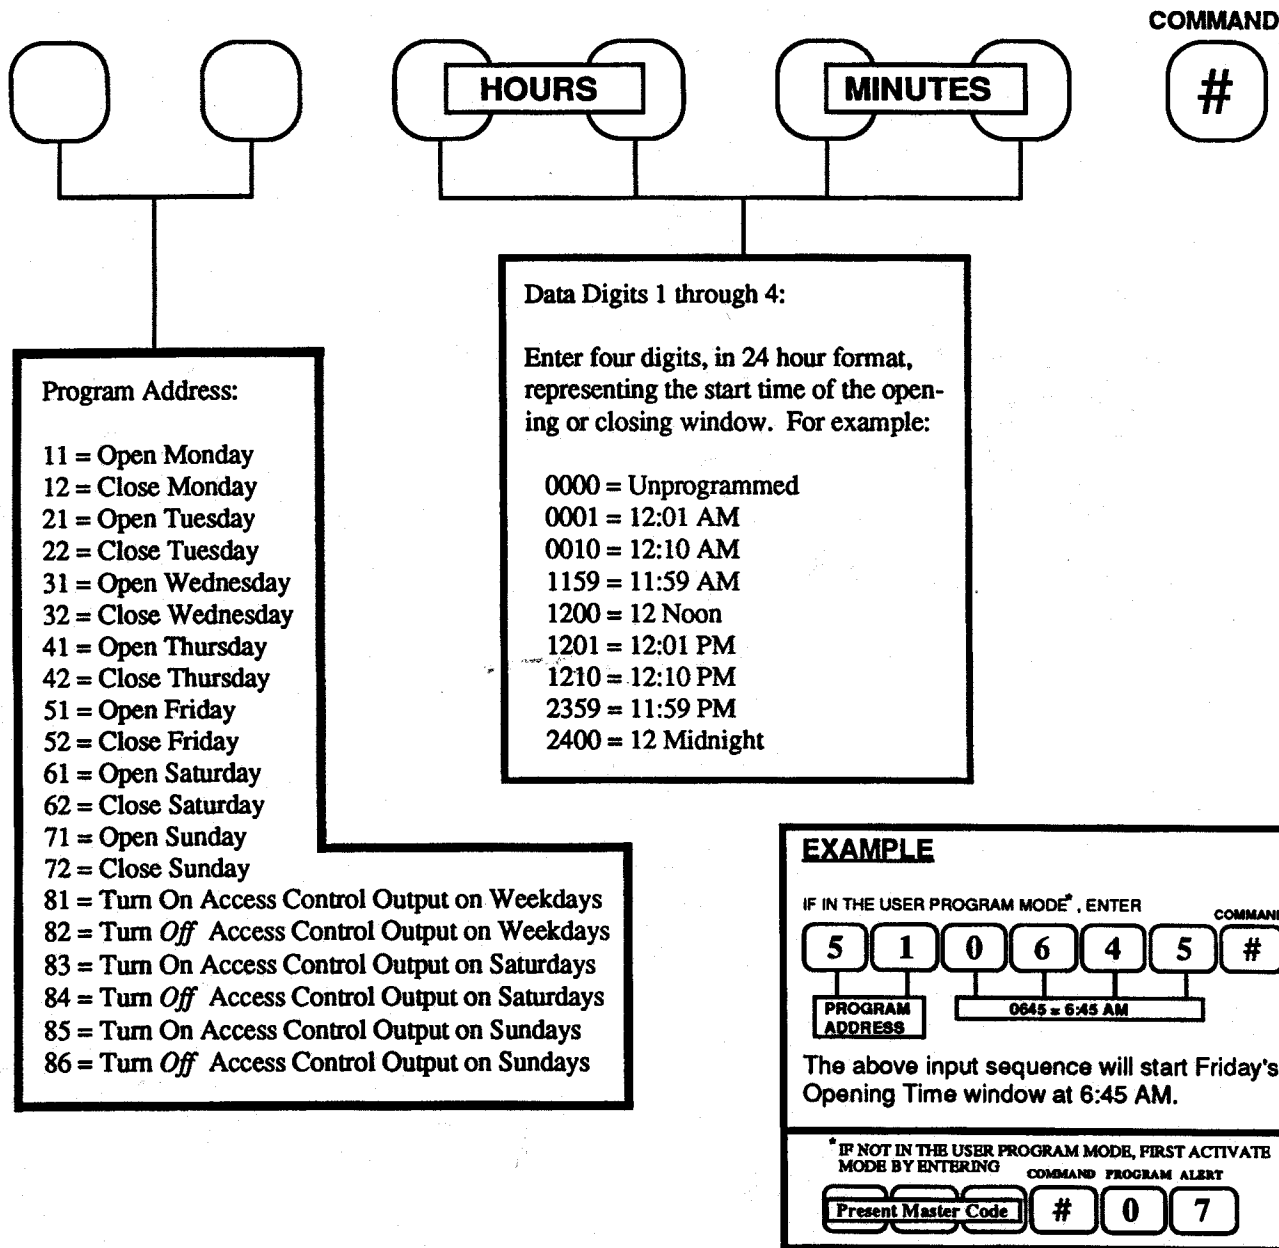 COMMAND
HOURS MINUTES #
Data Digits 1 through 4:
Enter four digits, in 24 hour format,
representing the start time of the open-
ing or closing window. For example:
0000 = Unprogrammed
0001 = 12:01 AM
0010 = 12:10 AM
1159 = 11:59 AM
1200 = 12 Noon
1201 = 12:01 PM
1210 = 12:10 PM
2359 = 11:59 PM
2400 = 12 Midnight
Program Address:
11 = Open Monday
12 = Close Monday
21 = Open Tuesday
22 = Close Tuesday
31 = Open Wednesday
32 = Close Wednesday
41 = Open Thursday
42 = Close Thursday
51 = Open Friday
52 = Close Friday
61 = Open Saturday
62 = Close Saturday
71 = Open Sunday
72 = Close Sunday
81 = Turn On Access Control Output on Weekdays
82 = Turn Off Access Control Output on Weekdays
83 = Turn On Access Control Output on Saturdays
84 = Turn Off Access Control Output on Saturdays
85 = Turn On Access Control Output on Sundays
86 = Turn Off Access Control Output on Sundays
EXAMPLE
IF IN THE USER PROGRAM MODE*, ENTER
COMMAND
5 1 0 6 4 5 #
PROGRAM
ADDRESS
0645 = 6:45 AM
The above input sequence will start Friday's
Opening Time window at 6:45 AM.
*IF NOT IN THE USER PROGRAM MODE, FIRST ACTIVATE
MODE BY ENTERING
COMMAND PROGRAM ALERT
Present Master Code # 0 7